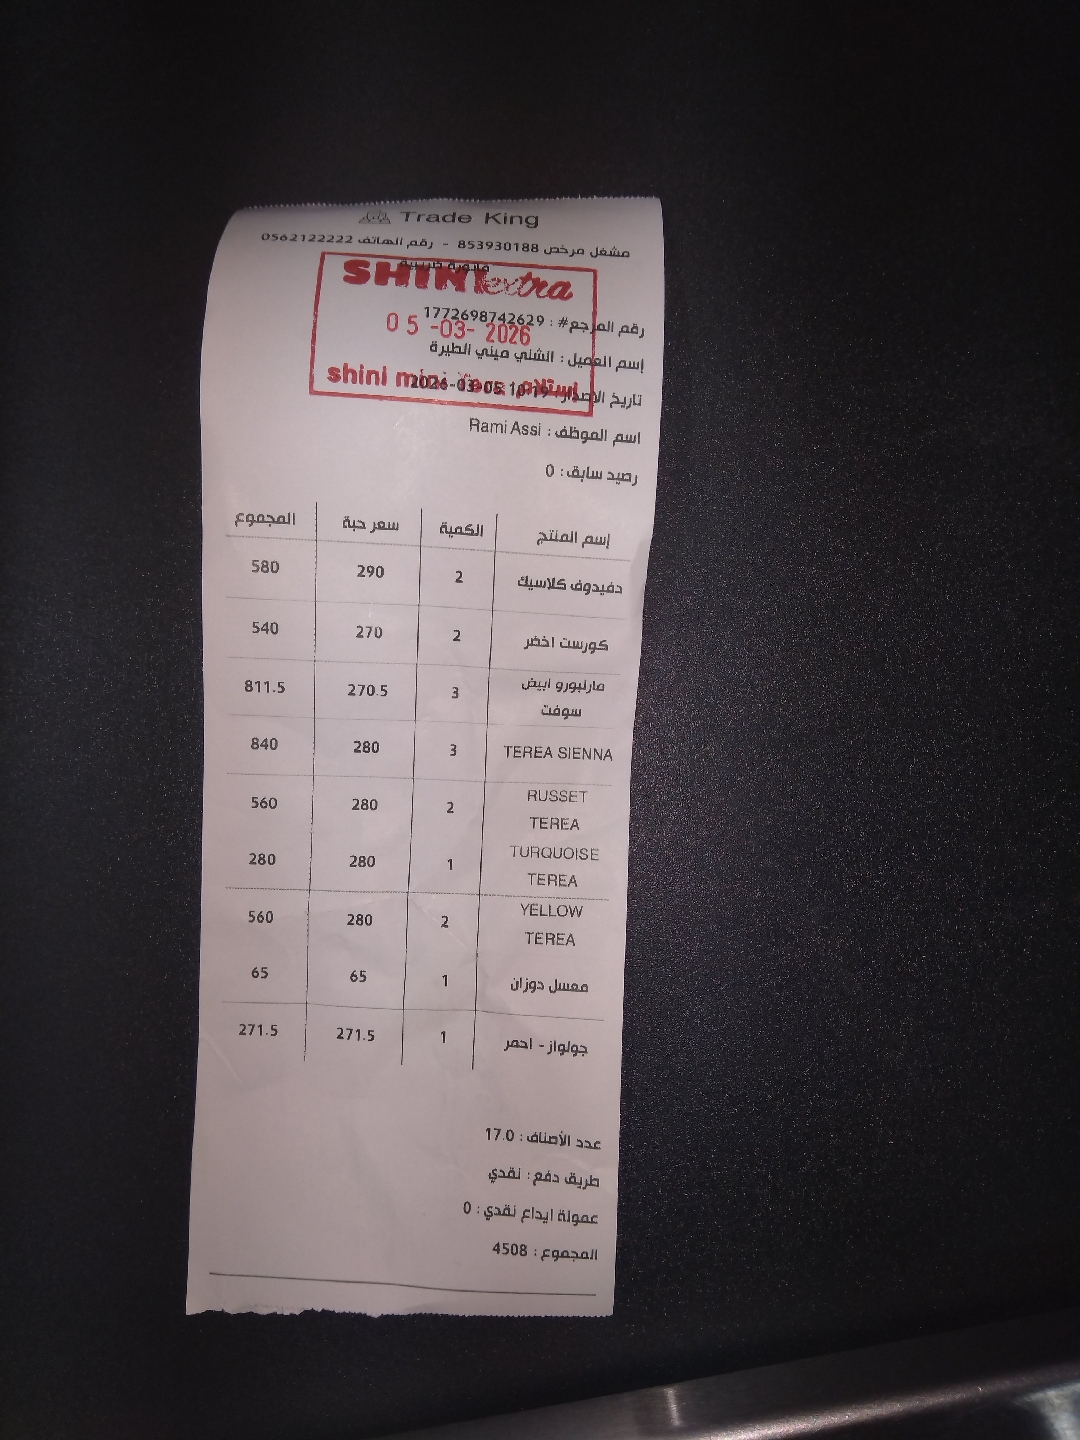 Trade King
مشغل مرخص 853930188 - رقم الهاتف 0562122222
فاتورة ضريبية
SHINI extra
رقم المرجع# : 1772698742629
05 -03- 2026
إسم العميل : الشني ميني الطيرة
shini mini
تاريخ الإصدار : 2026-03-05 10:19
اسم الموظف : Rami Assi
رصيد سابق : 0
إسم المنتج الكمية سعر حبة المجموع
دفيدوف كلاسيك 2 290 580
كورست اخضر 2 270 540
مارلبورو ابيض سوفت 3 270.5 811.5
TEREA SIENNA 3 280 840
RUSSET TEREA 2 280 560
TURQUOISE TEREA 1 280 280
YELLOW TEREA 2 280 560
معسل دوزان 1 65 65
جولواز - احمر 1 271.5 271.5
عدد الأصناف : 17.0
طريق دفع : نقدي
عمولة ايداع نقدي : 0
المجموع : 4508